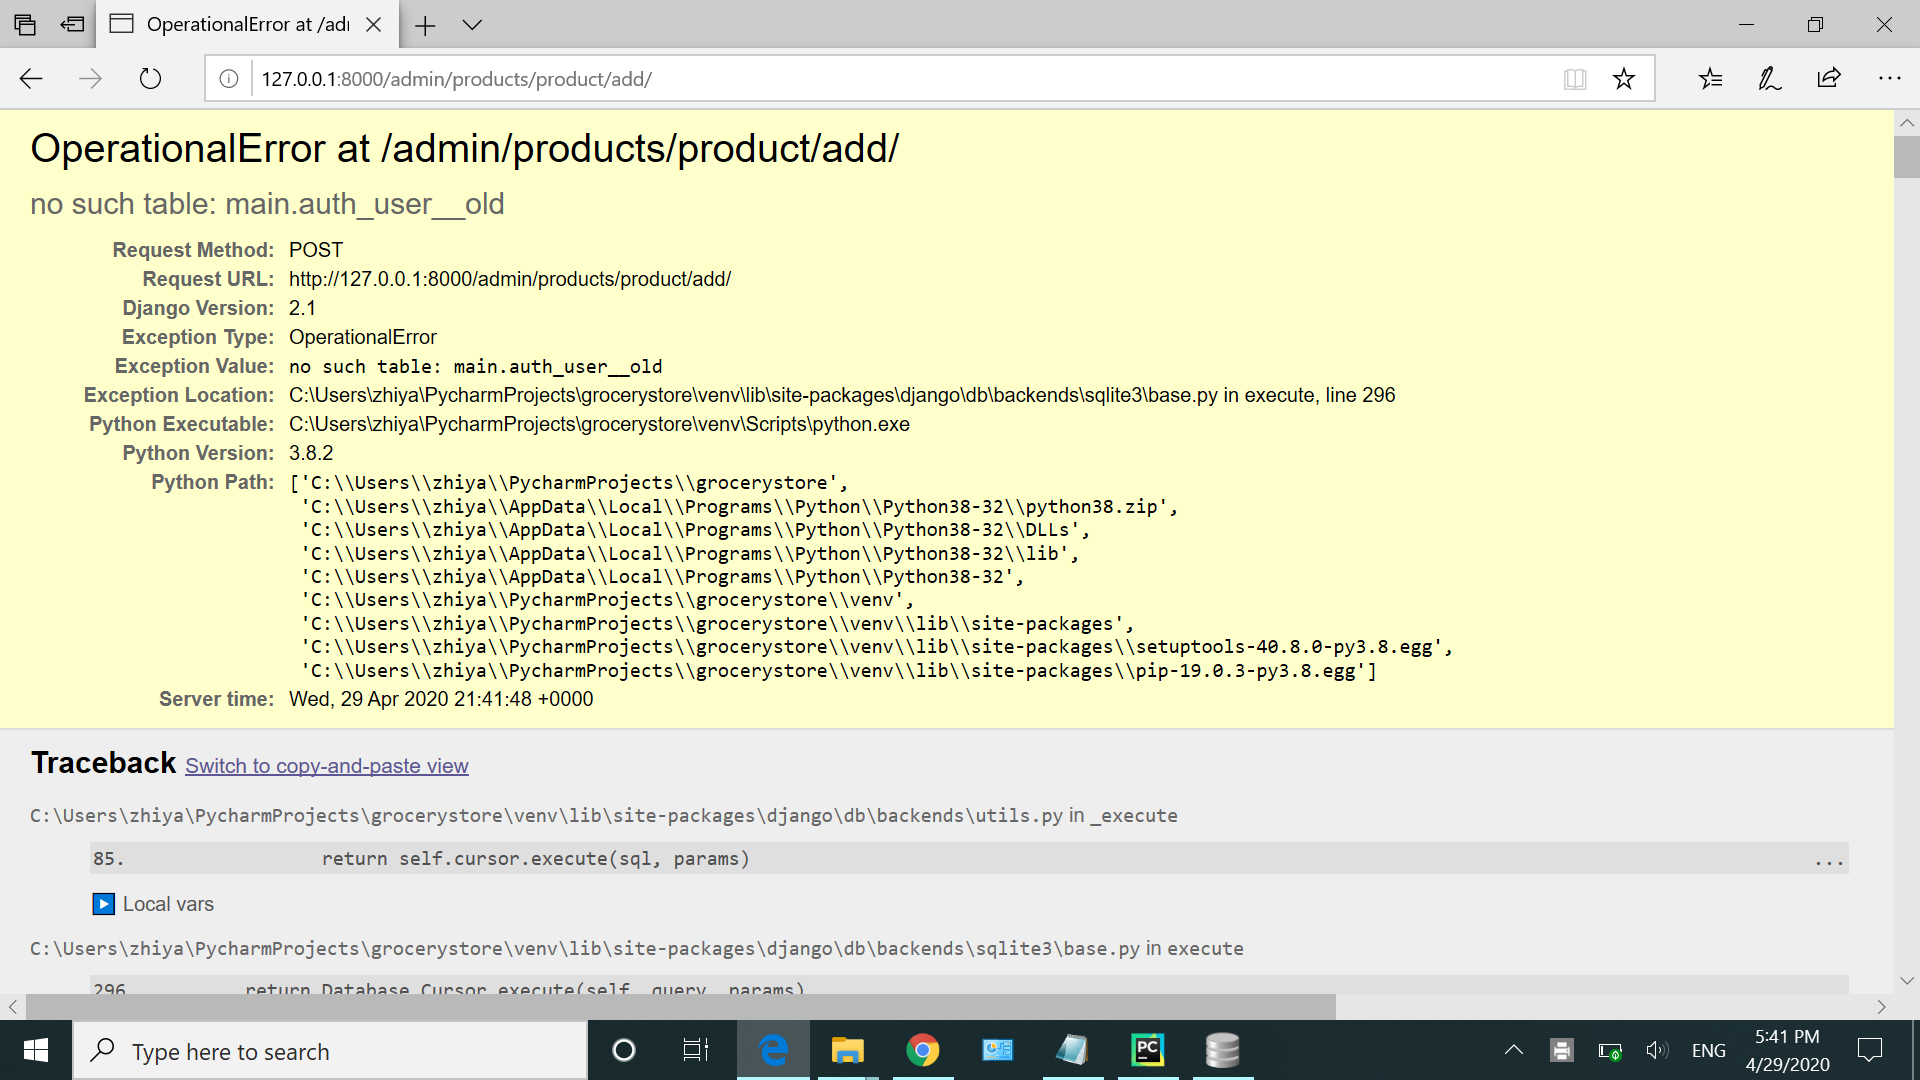 OperationalError at /adı
127.0.0.1:8000/admin/products/product/add/
OperationalError at /admin/products/product/add/
no such table: main.auth_user__old
Request Method: POST
Request URL: http://127.0.0.1:8000/admin/products/product/add/
Django Version: 2.1
Exception Type: OperationalError
Exception Value: no such table: main.auth_user__old
Exception Location: C:\Users\zhiya\PycharmProjects\grocerystore\venv\lib\site-packages\django\db\backends\sqlite3\base.py in execute, line 296
Python Executable: C:\Users\zhiya\PycharmProjects\grocerystore\venv\Scripts\python.exe
Python Version: 3.8.2
Python Path: ['C:\\Users\\zhiya\\PycharmProjects\\grocerystore',
'C:\\Users\\zhiya\\AppData\\Local\\Programs\\Python\\Python38-32\\python38.zip',
'C:\\Users\\zhiya\\AppData\\Local\\Programs\\Python\\Python38-32\\DLLs',
'C:\\Users\\zhiya\\AppData\\Local\\Programs\\Python\\Python38-32\\lib',
'C:\\Users\\zhiya\\AppData\\Local\\Programs\\Python\\Python38-32',
'C:\\Users\\zhiya\\PycharmProjects\\grocerystore\\venv',
'C:\\Users\\zhiya\\PycharmProjects\\grocerystore\\venv\\lib\\site-packages',
'C:\\Users\\zhiya\\PycharmProjects\\grocerystore\\venv\\lib\\site-packages\\setuptools-40.8.0-py3.8.egg',
'C:\\Users\\zhiya\\PycharmProjects\\grocerystore\\venv\\lib\\site-packages\\pip-19.0.3-py3.8.egg']
Server time: Wed, 29 Apr 2020 21:41:48 +0000
Traceback Switch to copy-and-paste view
C:\Users\zhiya\PycharmProjects\grocerystore\venv\lib\site-packages\django\db\backends\utils.py in _execute
85. return self.cursor.execute(sql, params) ...
Local vars
C:\Users\zhiya\PycharmProjects\grocerystore\venv\lib\site-packages\django\db\backends\sqlite3\base.py in execute
296 return Database.Cursor.execute(self, query, params)
Type here to search
PC
ENG
5:41 PM
4/29/2020